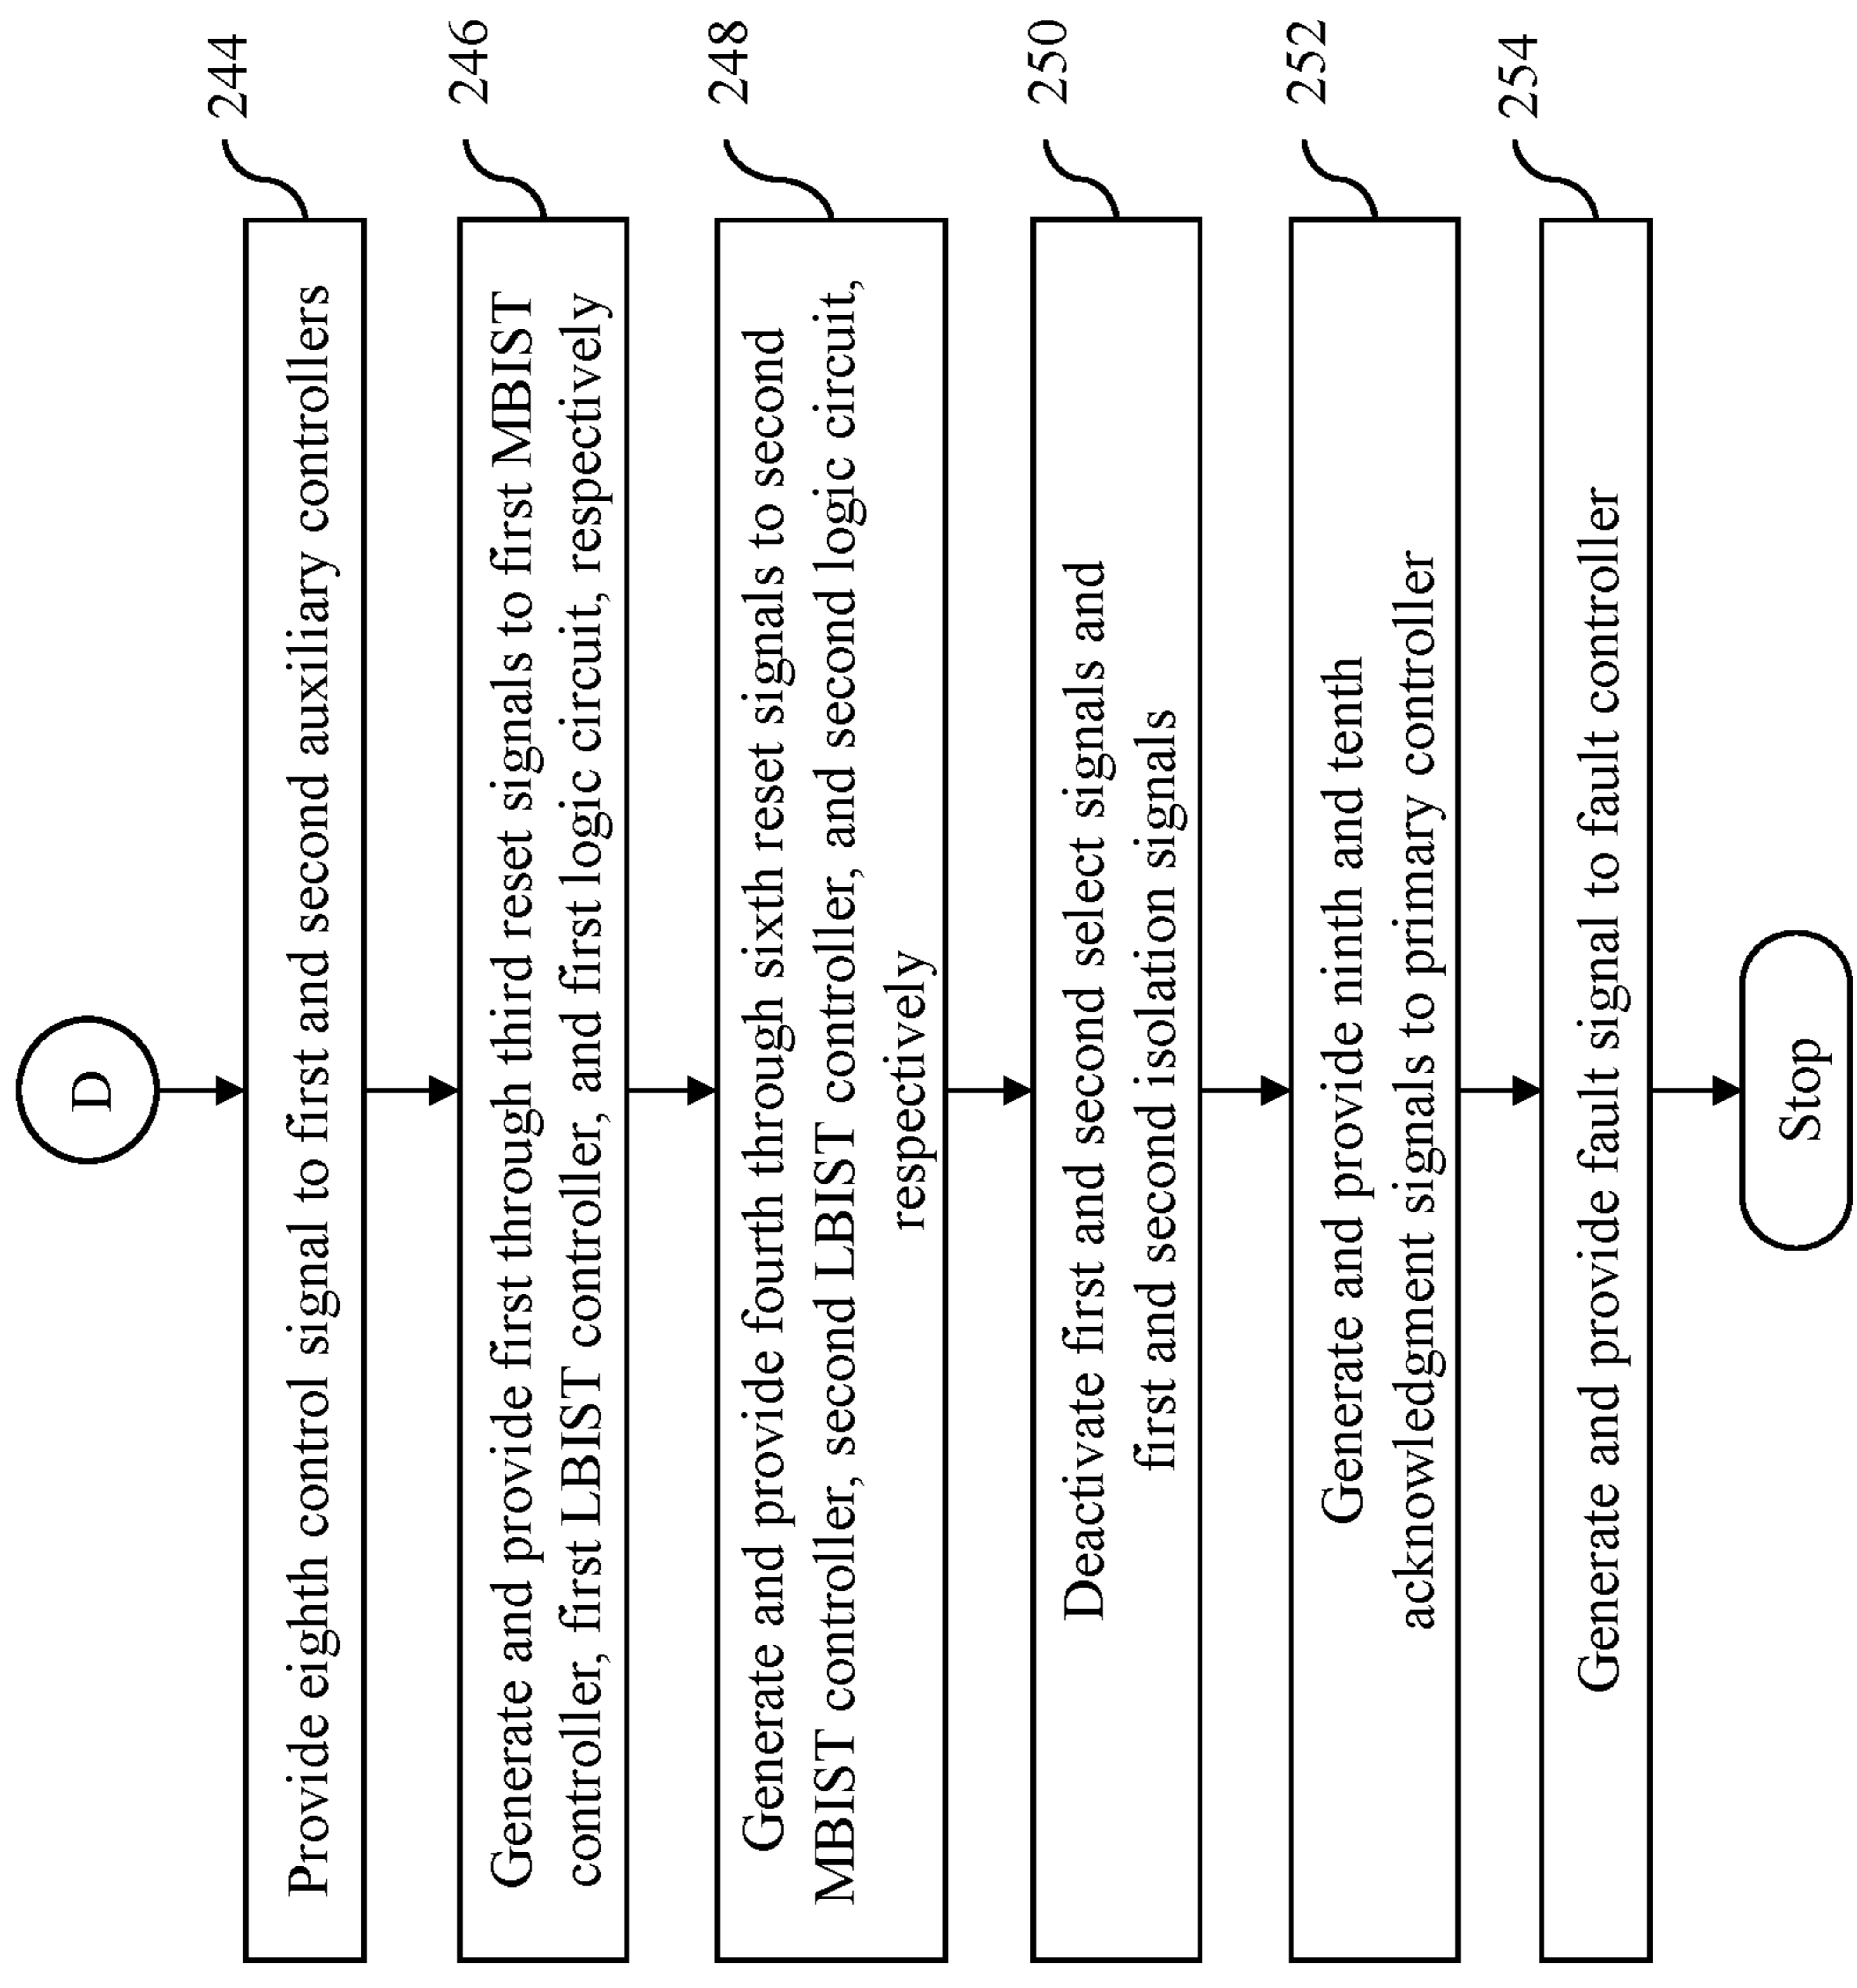 D
244
Provide eighth control signal to first and second auxiliary controllers
246
Generate and provide first through third reset signals to first MBIST
controller, first LBIST controller, and first logic circuit, respectively
248
Generate and provide fourth through sixth reset signals to second
MBIST controller, second LBIST controller, and second logic circuit,
respectively
250
Deactivate first and second select signals and
first and second isolation signals
252
Generate and provide ninth and tenth
acknowledgment signals to primary controller
254
Generate and provide fault signal to fault controller
Stop